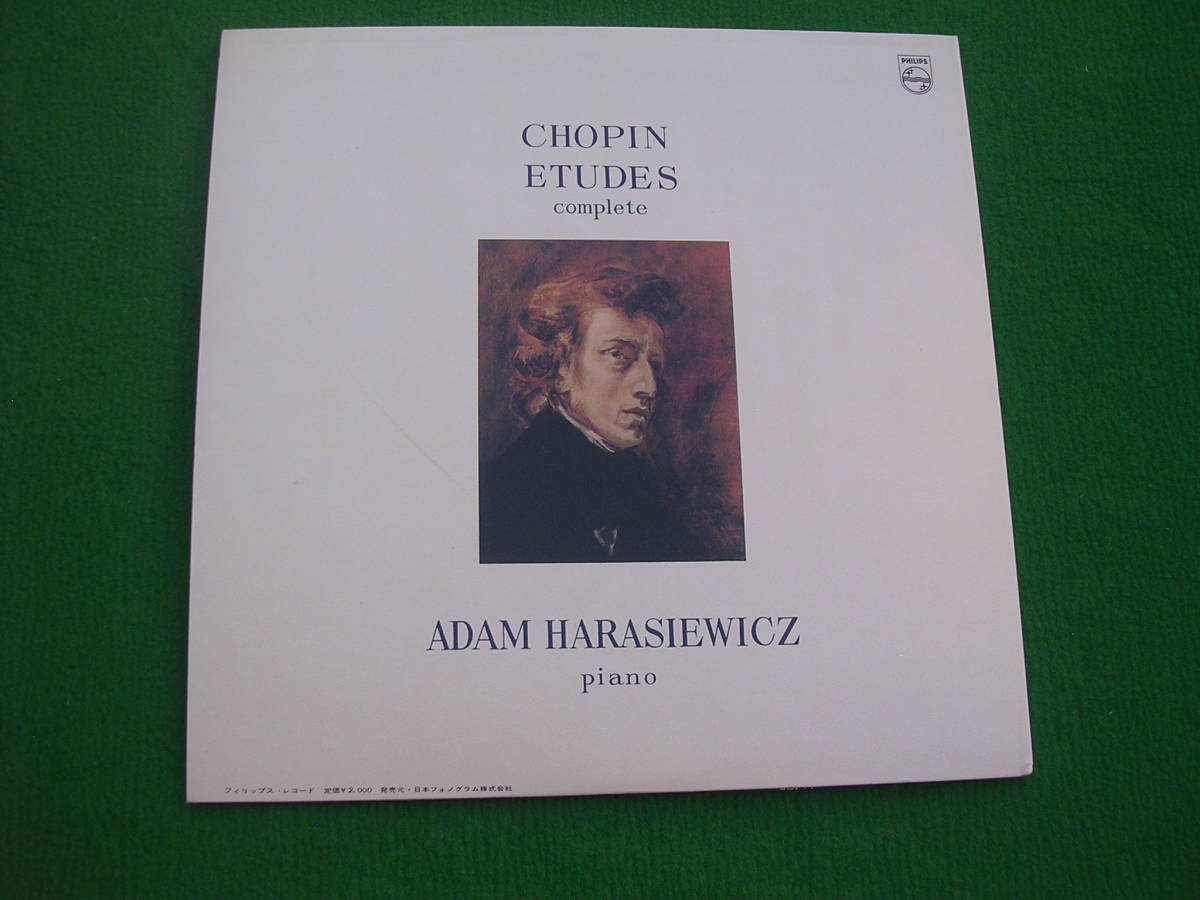 PHILIPS
CHOPIN
ETUDES
complete
ADAM HARASIEWICZ
piano
フィリップス・レコード 定価¥2,000 発売元・日本フォノグラム株式会社